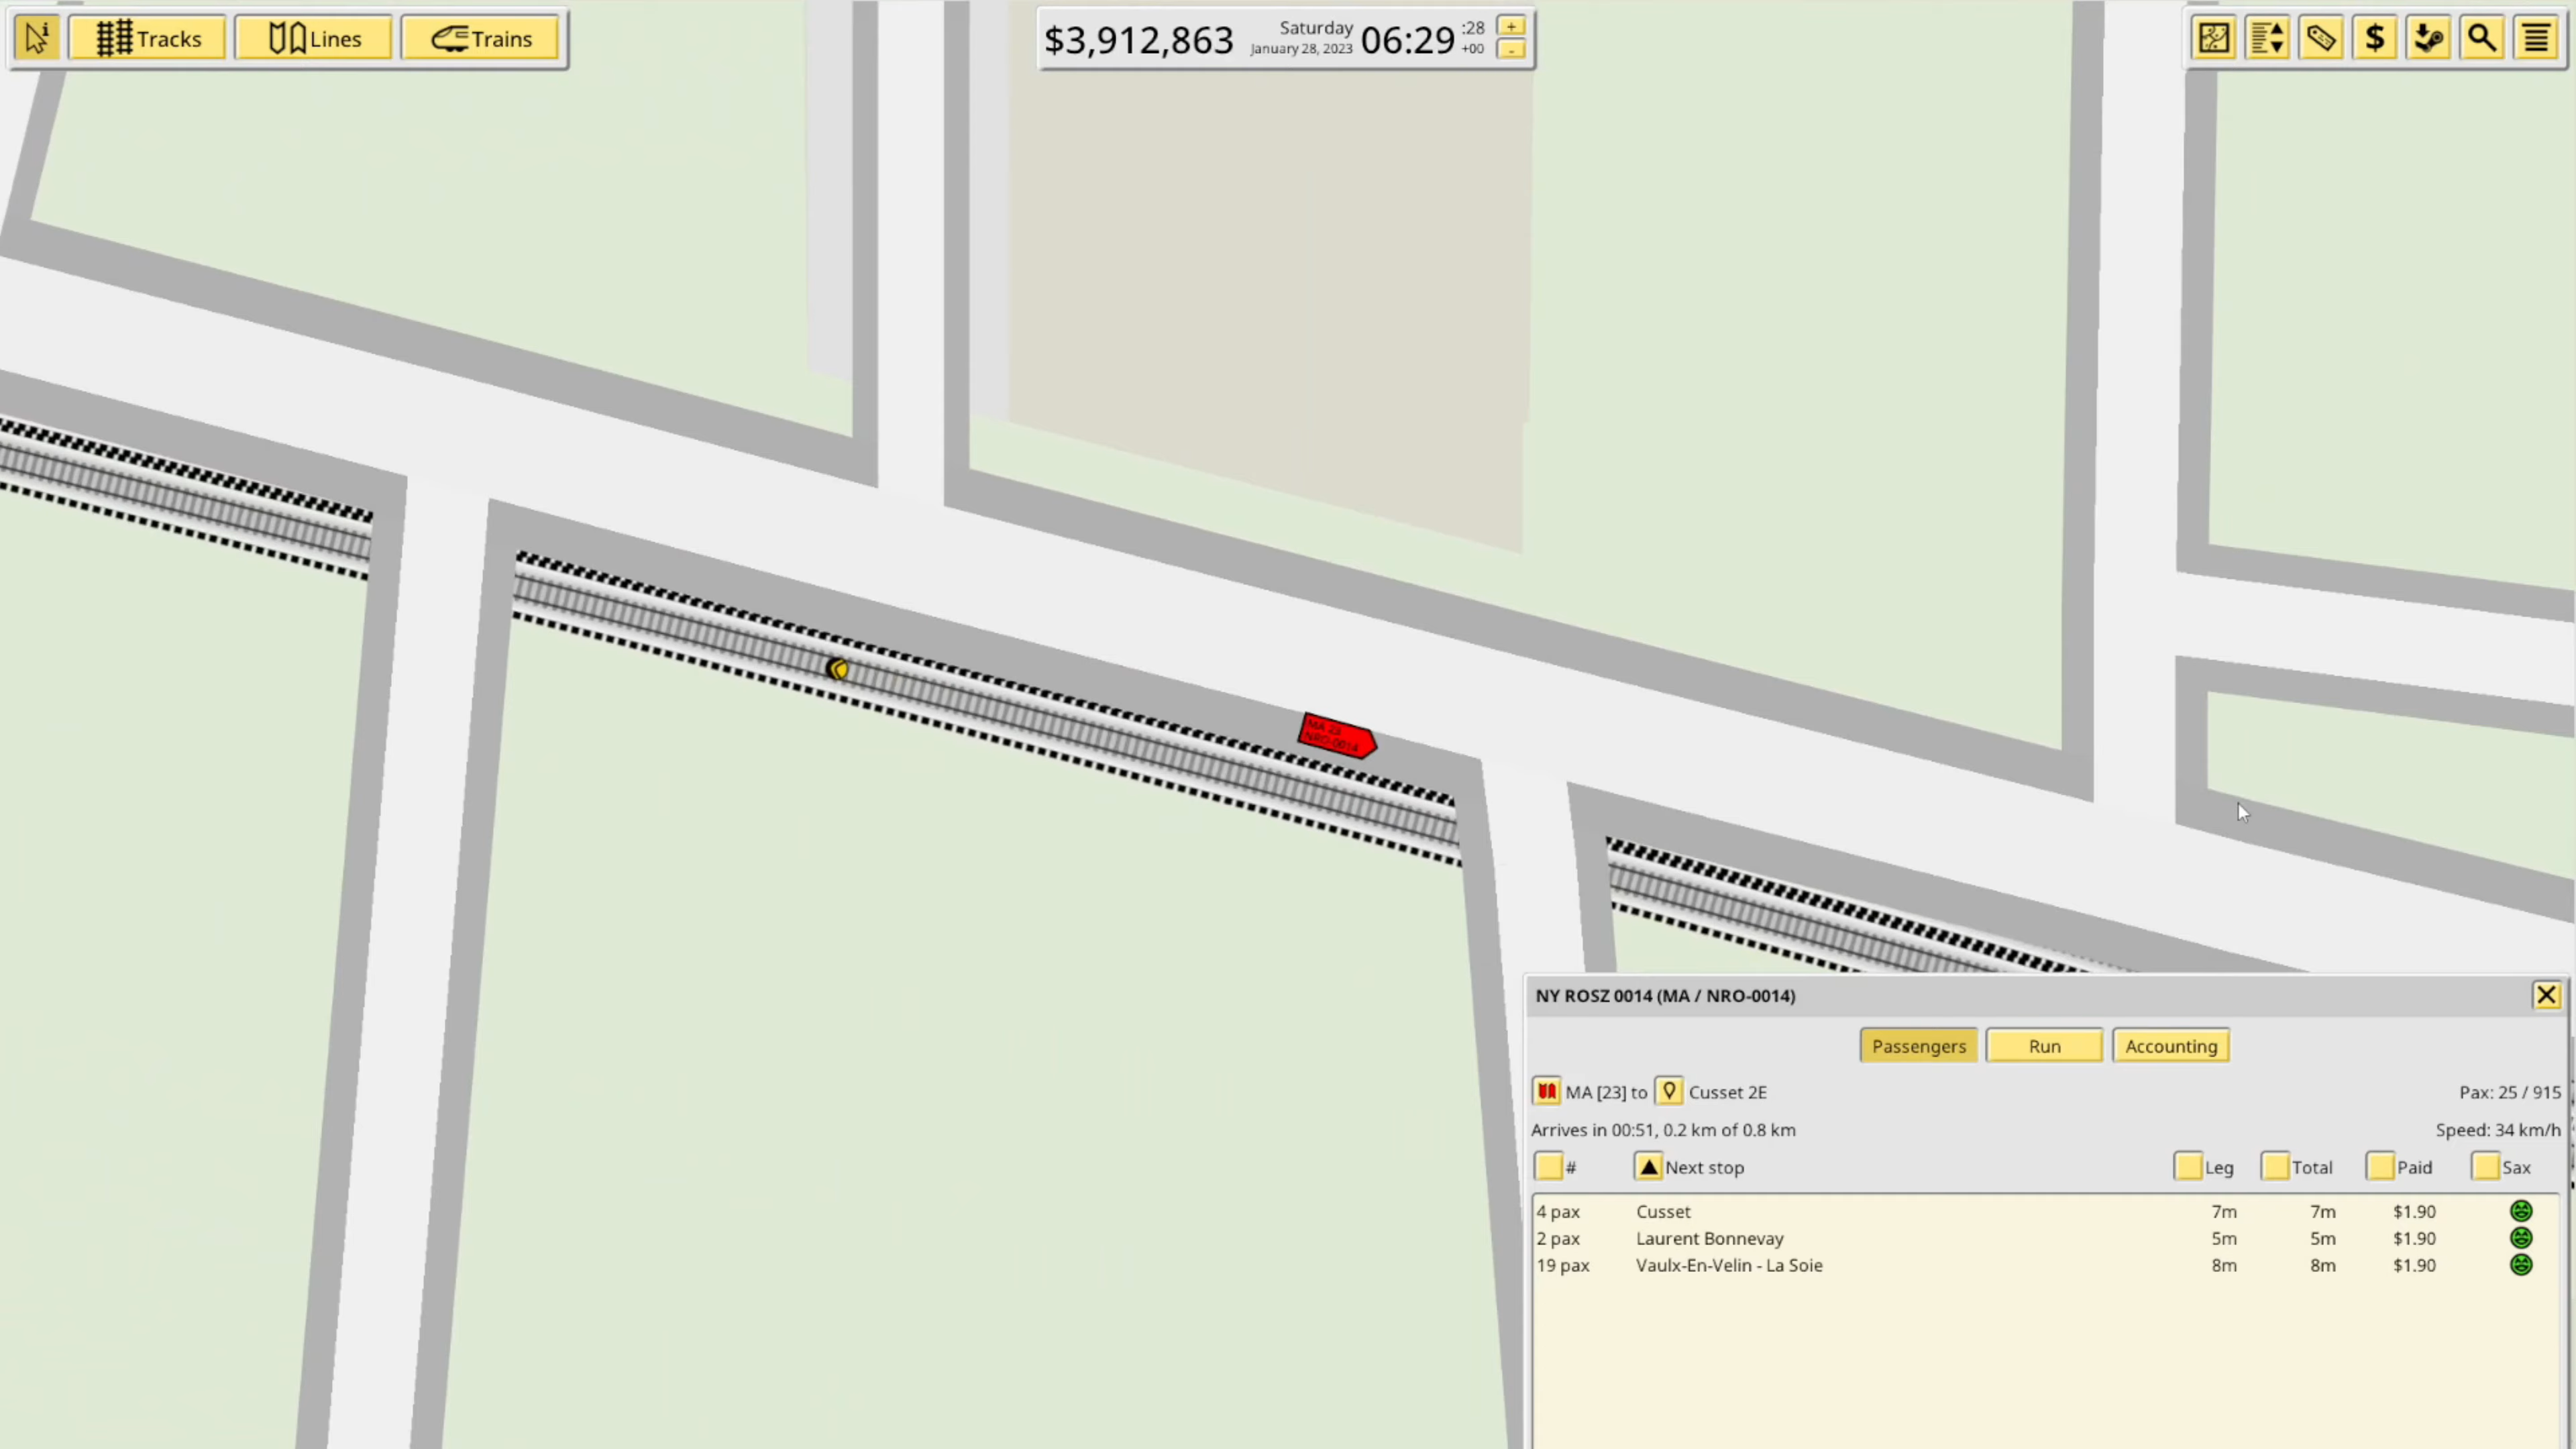 Tracks
Lines
Trains
$3,912,863
Saturday
January 28, 2023
06:29
:28
+00
+
-
$
MA 23
NRO-0014
NY ROSZ 0014 (MA / NRO-0014)
Passengers
Run
Accounting
MA [23] to Cusset 2E
Pax: 25 / 915
Arrives in 00:51, 0.2 km of 0.8 km
Speed: 34 km/h
# Next stop Leg Total Paid Sax
4 pax Cusset 7m 7m $1.90
2 pax Laurent Bonnevay 5m 5m $1.90
19 pax Vaulx-En-Velin - La Soie 8m 8m $1.90